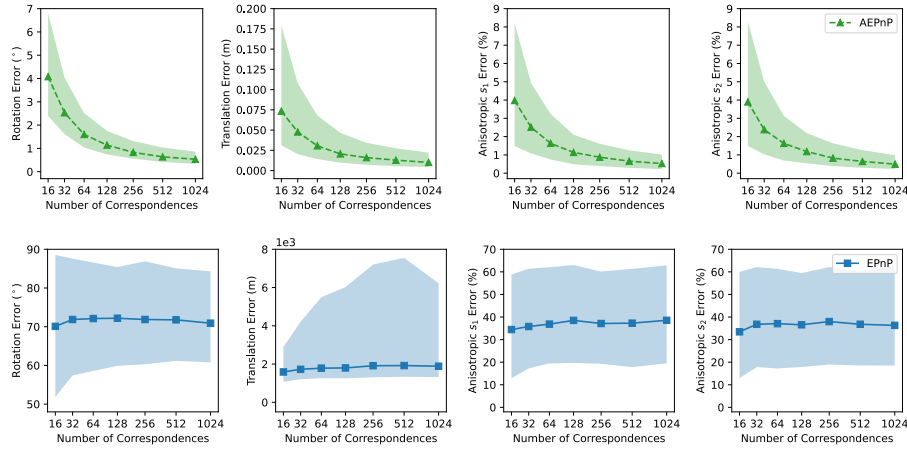 7
6
5
4
3
2
1
0
Rotation Error (°)
16 32 64 128 256 512 1024
Number of Correspondences
0.200
0.175
0.150
0.125
0.100
0.075
0.050
0.025
0.000
Translation Error (m)
16 32 64 128 256 512 1024
Number of Correspondences
9
8
7
6
5
4
3
2
1
0
Anisotropic s1 Error (%)
16 32 64 128 256 512 1024
Number of Correspondences
9
8
7
6
5
4
3
2
1
0
Anisotropic s2 Error (%)
AEPnP
16 32 64 128 256 512 1024
Number of Correspondences
90
80
70
60
50
Rotation Error (°)
16 32 64 128 256 512 1024
Number of Correspondences
1e3
8
6
4
2
0
Translation Error (m)
16 32 64 128 256 512 1024
Number of Correspondences
70
60
50
40
30
20
10
0
Anisotropic s1 Error (%)
16 32 64 128 256 512 1024
Number of Correspondences
70
60
50
40
30
20
10
0
Anisotropic s2 Error (%)
EPnP
16 32 64 128 256 512 1024
Number of Correspondences